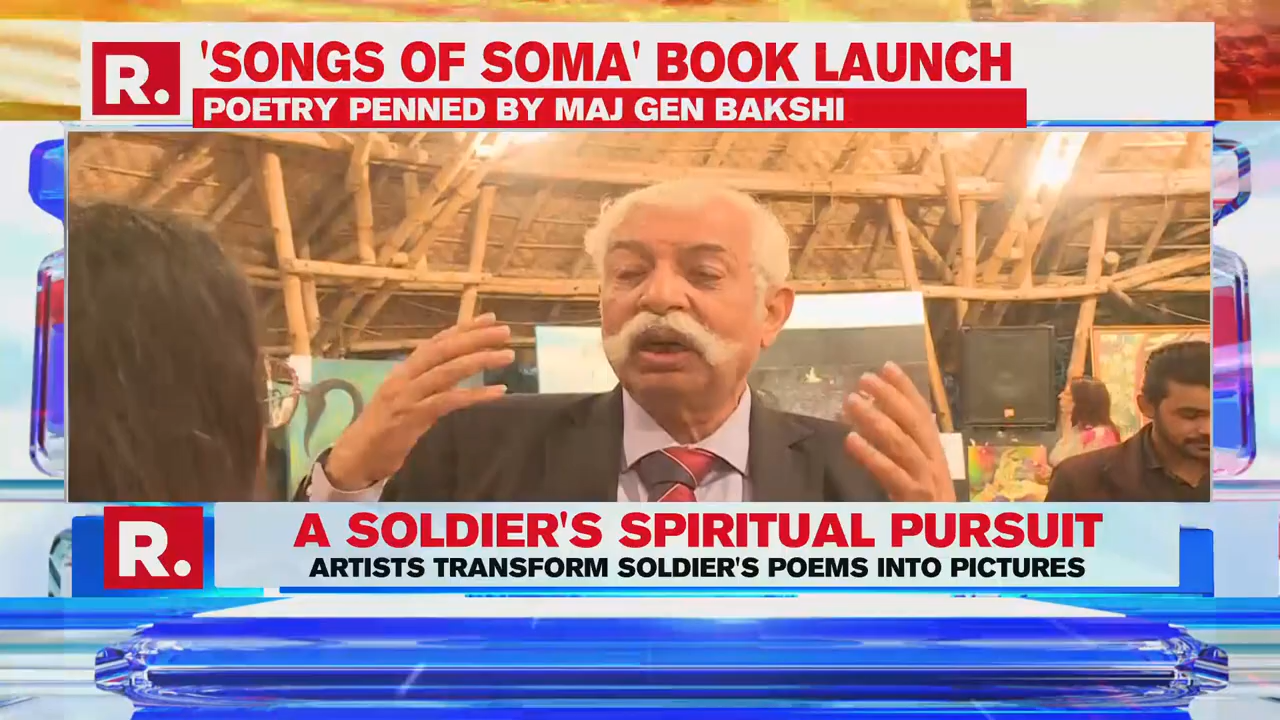 R.
'SONGS OF SOMA' BOOK LAUNCH
POETRY PENNED BY MAJ GEN BAKSHI
R.
A SOLDIER'S SPIRITUAL PURSUIT
ARTISTS TRANSFORM SOLDIER'S POEMS INTO PICTURES